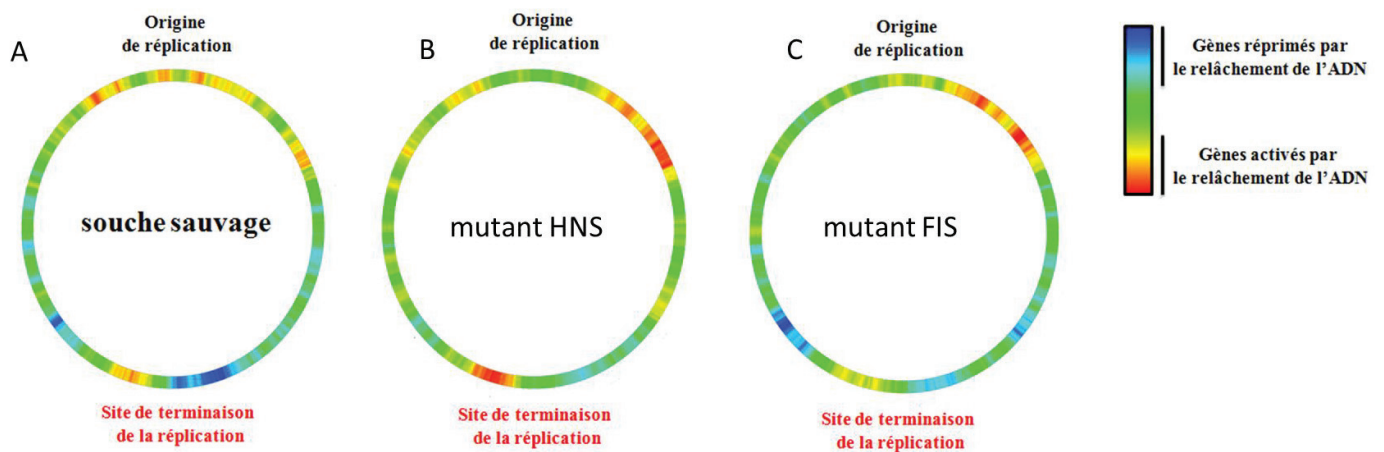 A
Origine
de réplication
souche sauvage
Site de terminaison
de la réplication
B
Origine
de réplication
mutant HNS
Site de terminaison
de la réplication
C
Origine
de réplication
mutant FIS
Site de terminaison
de la réplication
Gènes réprimés par
le relâchement de l'ADN
Gènes activés par
le relâchement de l'ADN